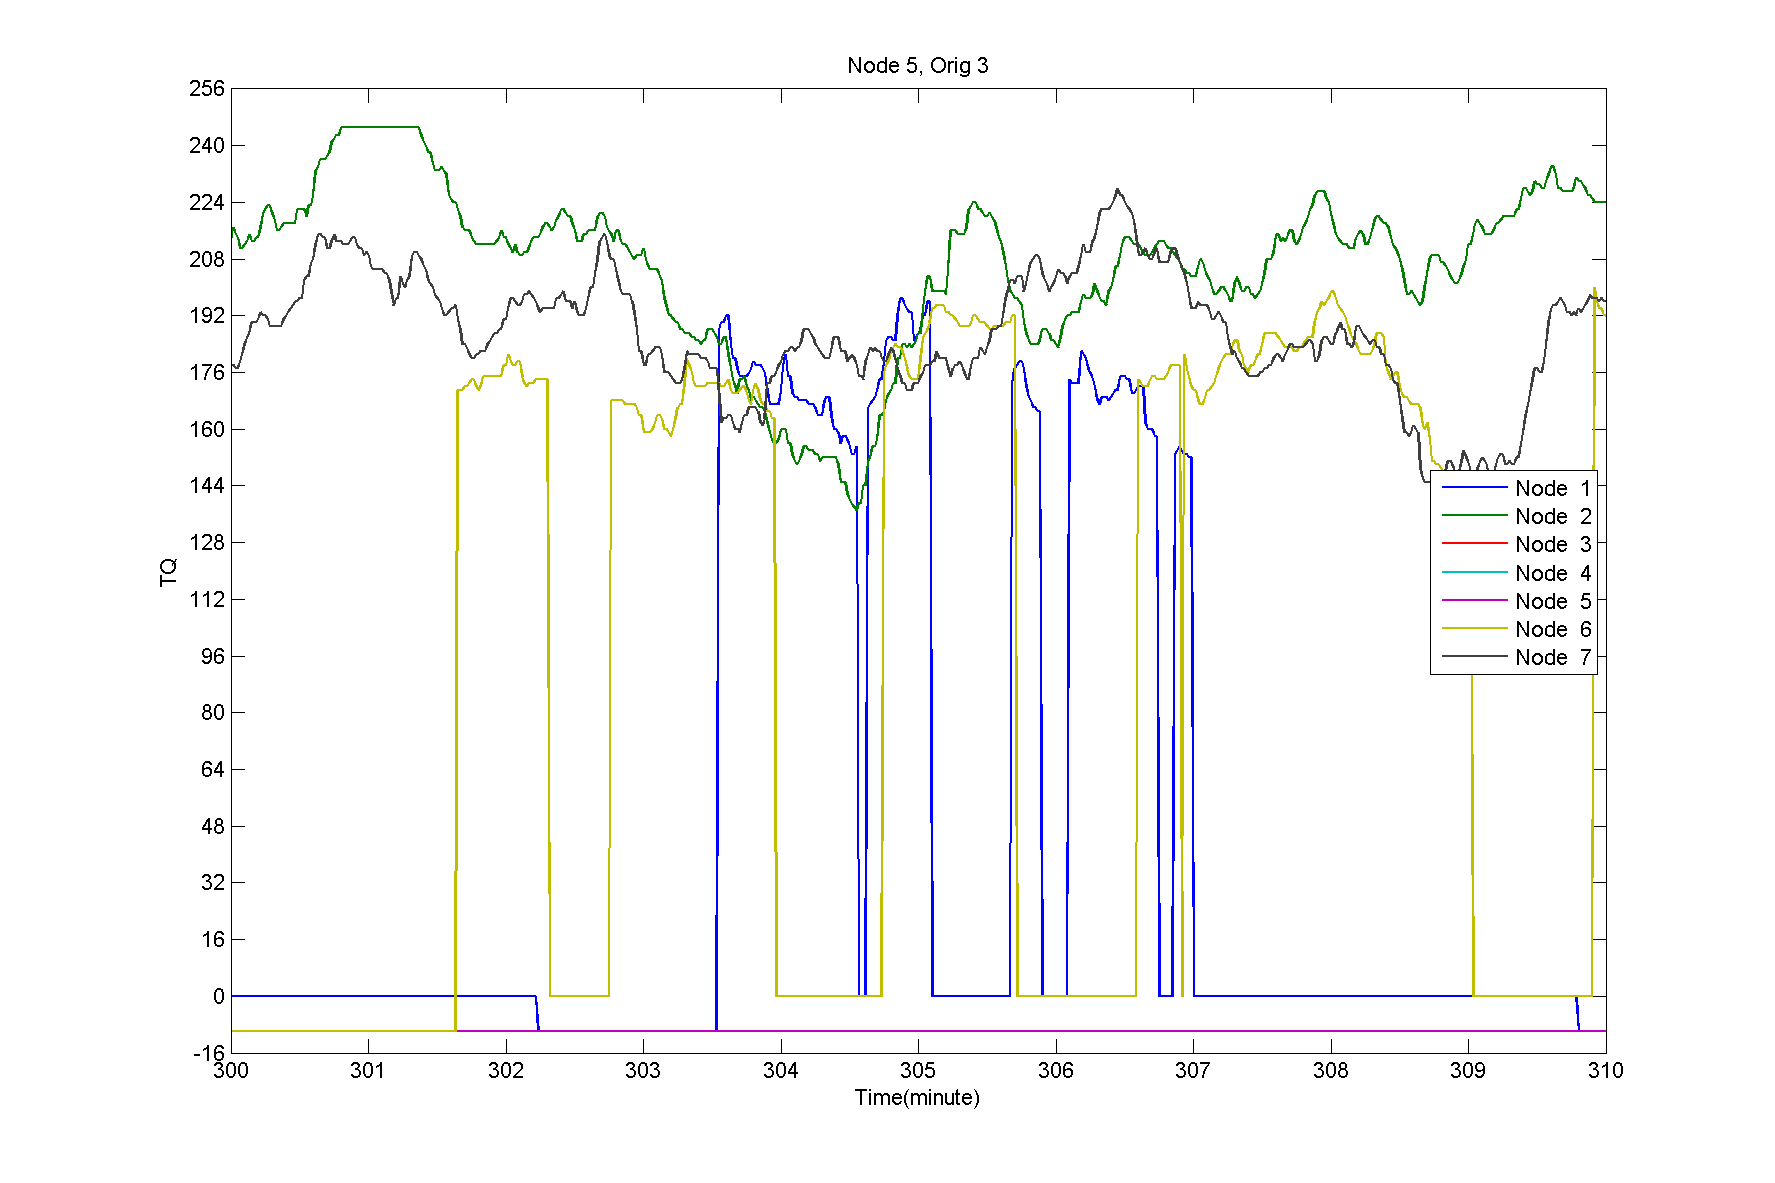 Node 5, Orig 3
256
240
224
208
192
176
160
144
128
112
96
80
64
48
32
16
0
-16
TQ
Node 1
Node 2
Node 3
Node 4
Node 5
Node 6
Node 7
300 301 302 303 304 305 306 307 308 309 310
Time(minute)